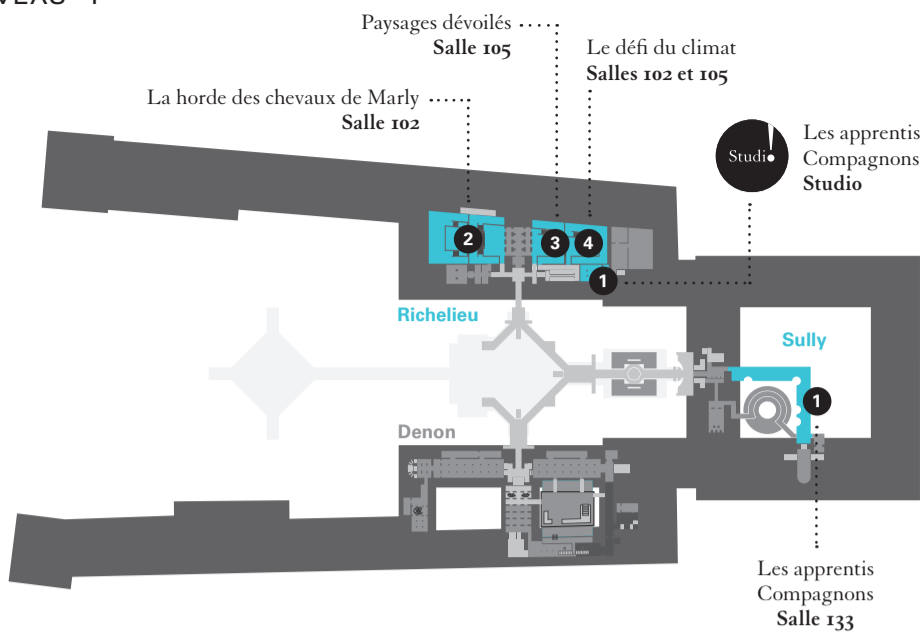 Paysages dévoilés
Salle 105
Le défi du climat
Salles 102 et 105
La horde des chevaux de Marly
Salle 102
Studi
Les apprentis
Compagnons
Studio
2
3
4
1
Richelieu
Sully
1
Denon
Les apprentis
Compagnons
Salle 133